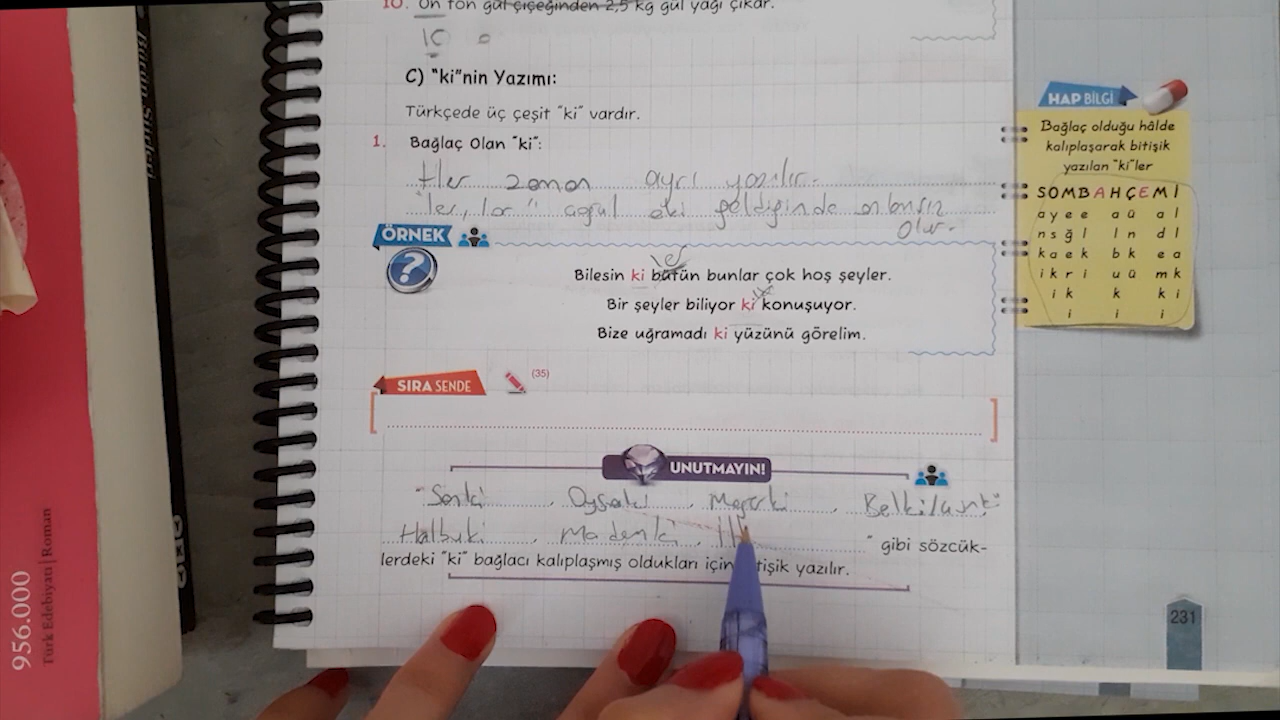 10. On ton gül çiçeğinden 2,5 kg gül yağı çıkar.
10
C) "ki"nin Yazımı:
Türkçede üç çeşit "ki" vardır.
1. Bağlaç Olan "ki":
Her zaman ayrı yazılır.
"ler, lar" çoğul eki geldiğinde anlamsız
olur.
ÖRNEK
?
ler
Bilesin ki bütün bunlar çok hoş şeyler.
Bir şeyler biliyor ki konuşuyor.
Bize uğramadı ki yüzünü görelim.
SIRA SENDE (35)
UNUTMAYIN!
"Sanki, Oysaki, Meğerki, Belki
Halbuki, Mademki, " gibi sözcük-
lerdeki "ki" bağlacı kalıplaşmış oldukları için bitişik yazılır.
HAP BİLGİ
Bağlaç olduğu hâlde
kalıplaşarak bitişik
yazılan "ki"ler
SOMBAHÇEMİ
a y e e a ü a l
n s ğ l l n d l
k a e k b k e a
i k r i u ü m k
i k k k i
i i i
231
956.000
Türk Edebiyatı | Roman